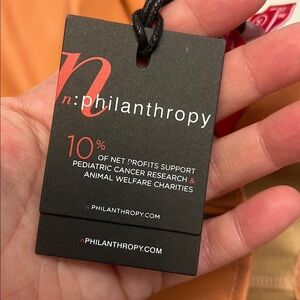 n
n:philanthropy
10%
OF NET PROFITS SUPPORT
PEDIATRIC CANCER RESEARCH &
ANIMAL WELFARE CHARITIES
nPHILANTHROPY.COM
nPHILANTHROPY.COM